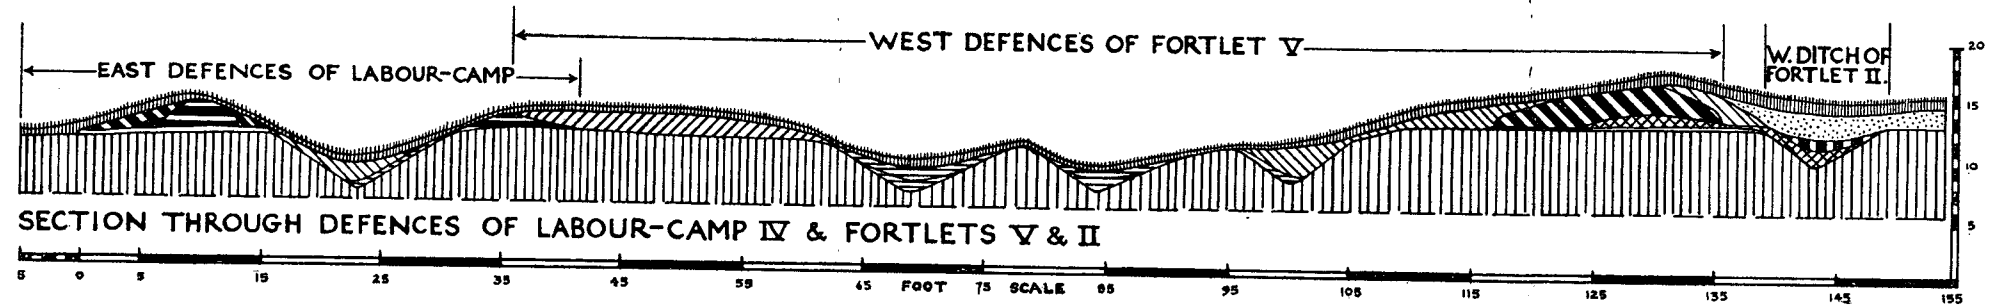 WEST DEFENCES OF FORTLET V
EAST DEFENCES OF LABOUR-CAMP
W. DITCH OF
FORTLET II.
20
15
10
5
SECTION THROUGH DEFENCES OF LABOUR-CAMP IV & FORTLETS V & II
5 0 5 15 25 35 45 55 65 FOOT 75 SCALE 85 95 105 115 125 135 145 155